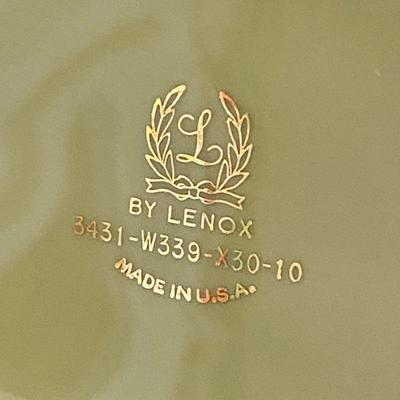 L
BY LENOX
3431-W339-X30-10
MADE IN U.S.A.